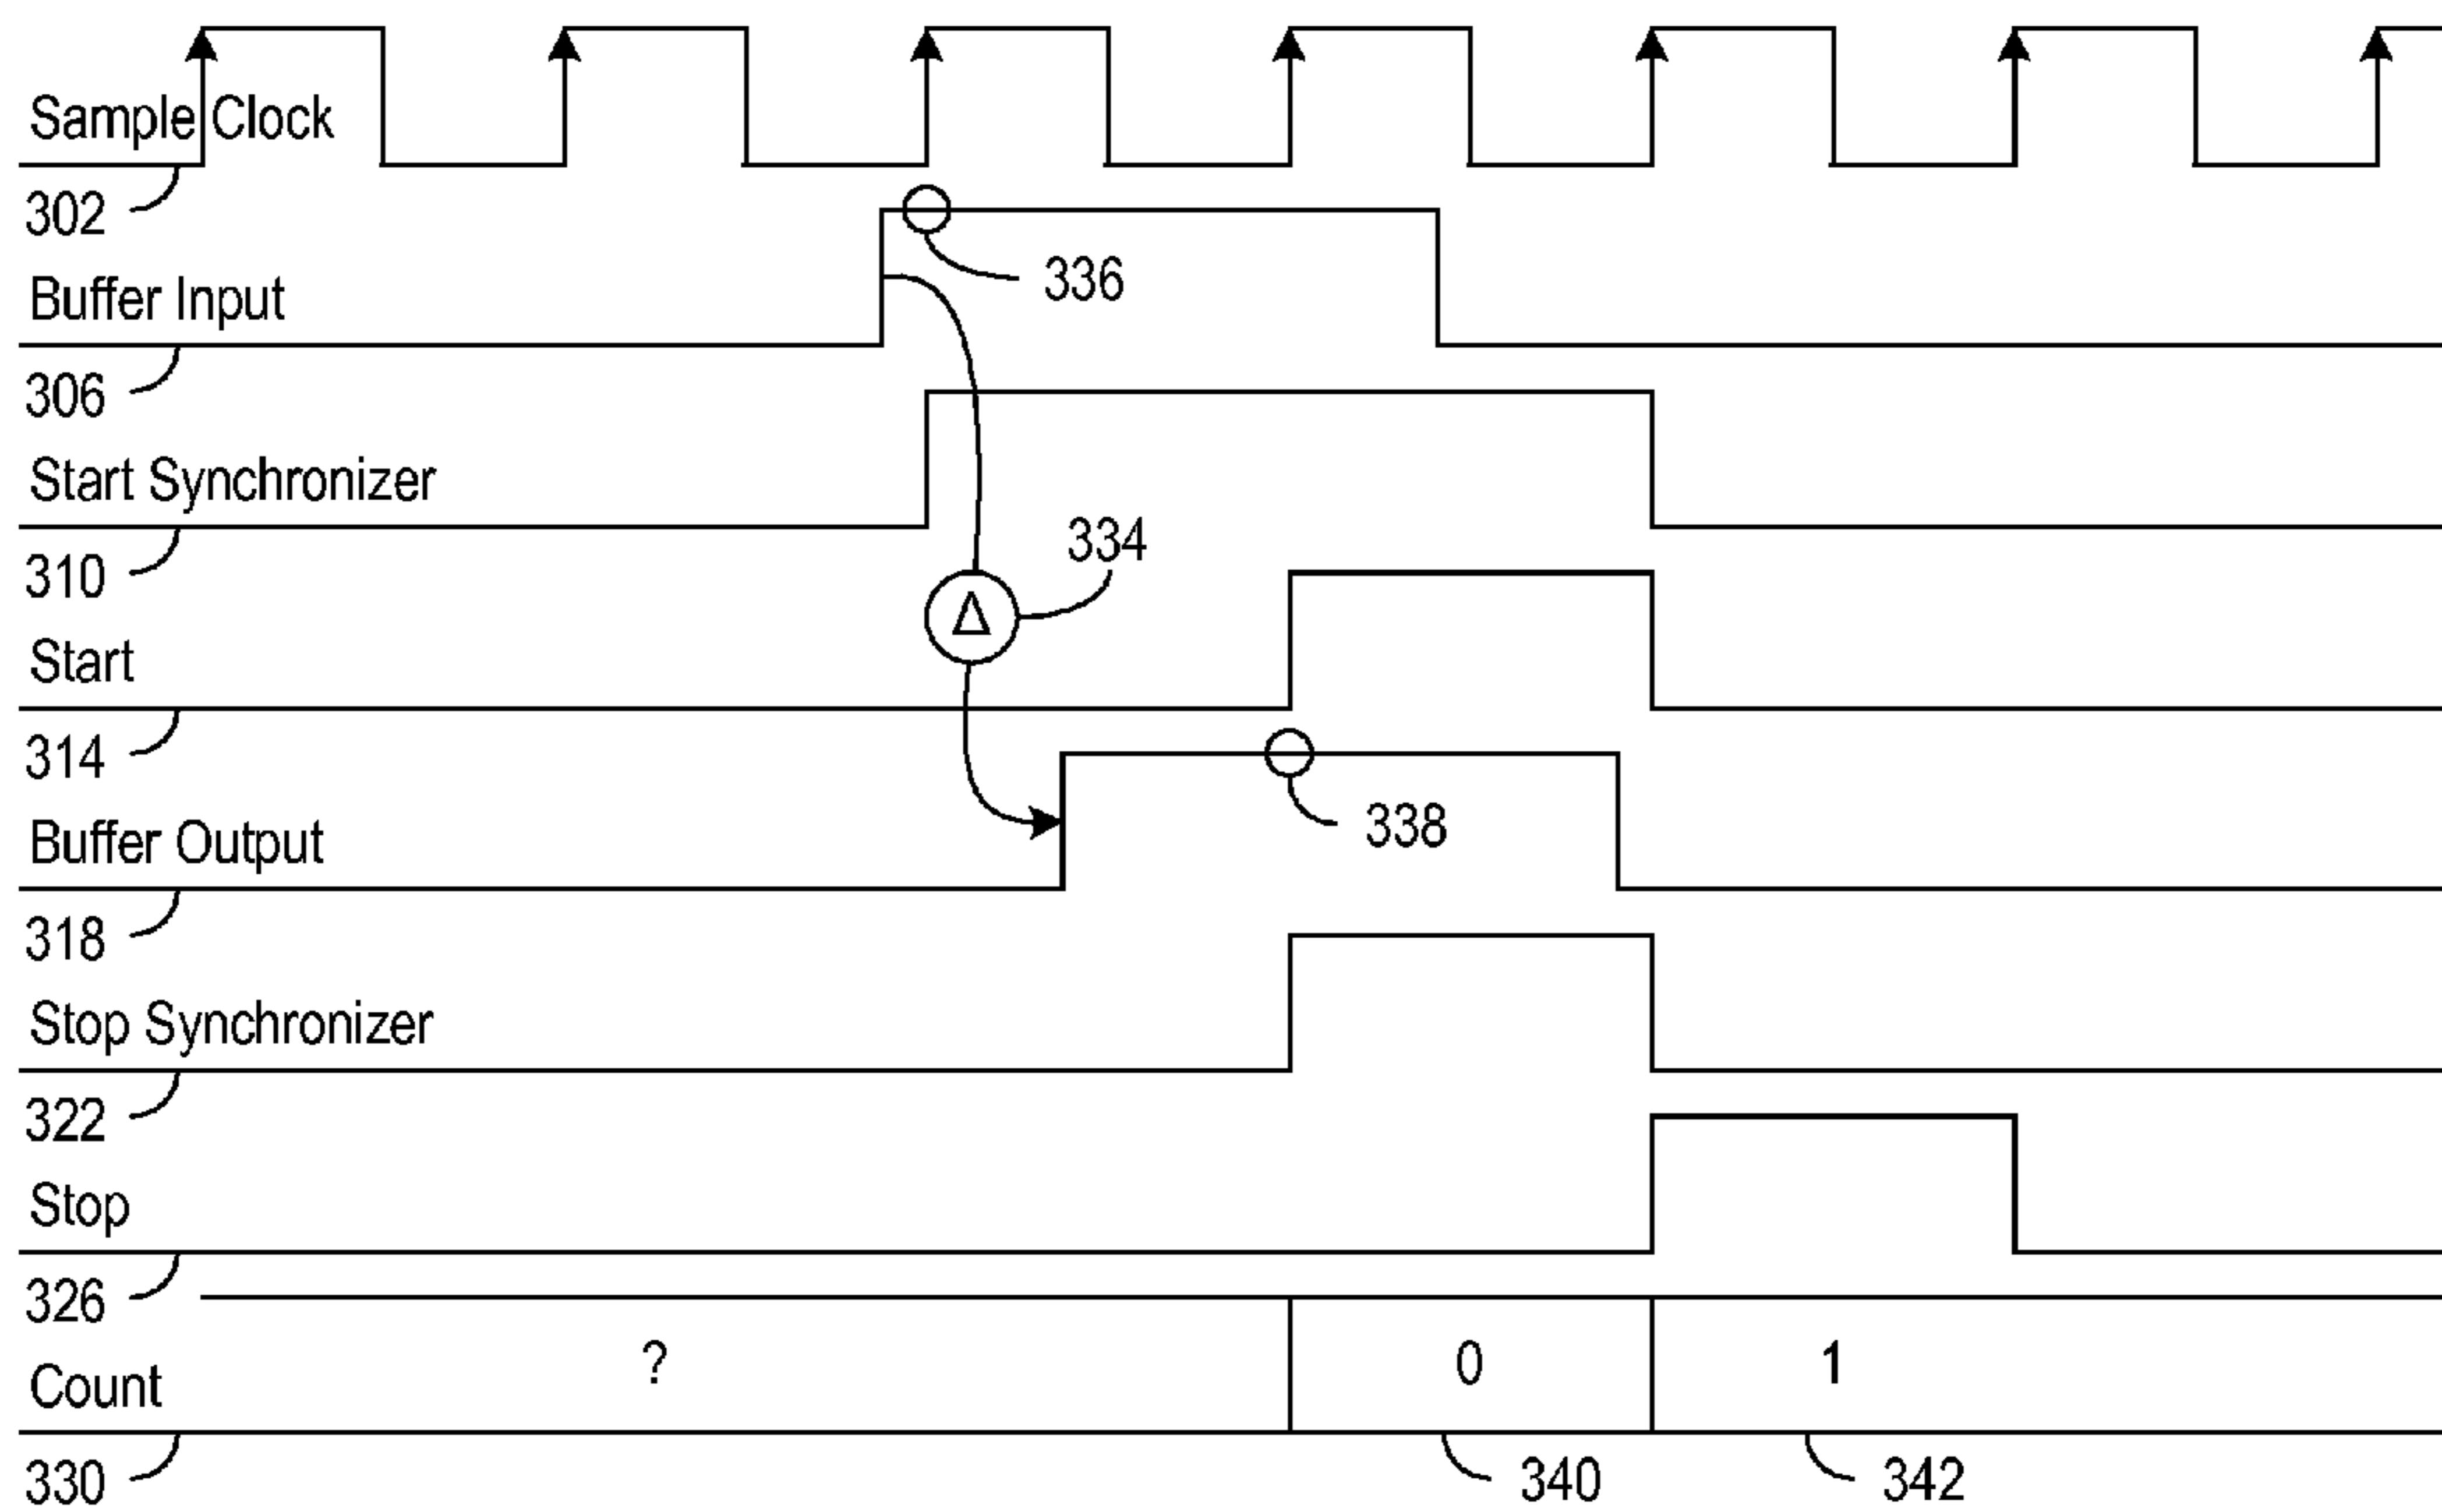 Sample Clock
302
336
Buffer Input
306
Start Synchronizer
334
310
Δ
Start
314
338
Buffer Output
318
Stop Synchronizer
322
Stop
326
? 0 1
Count
330 340 342